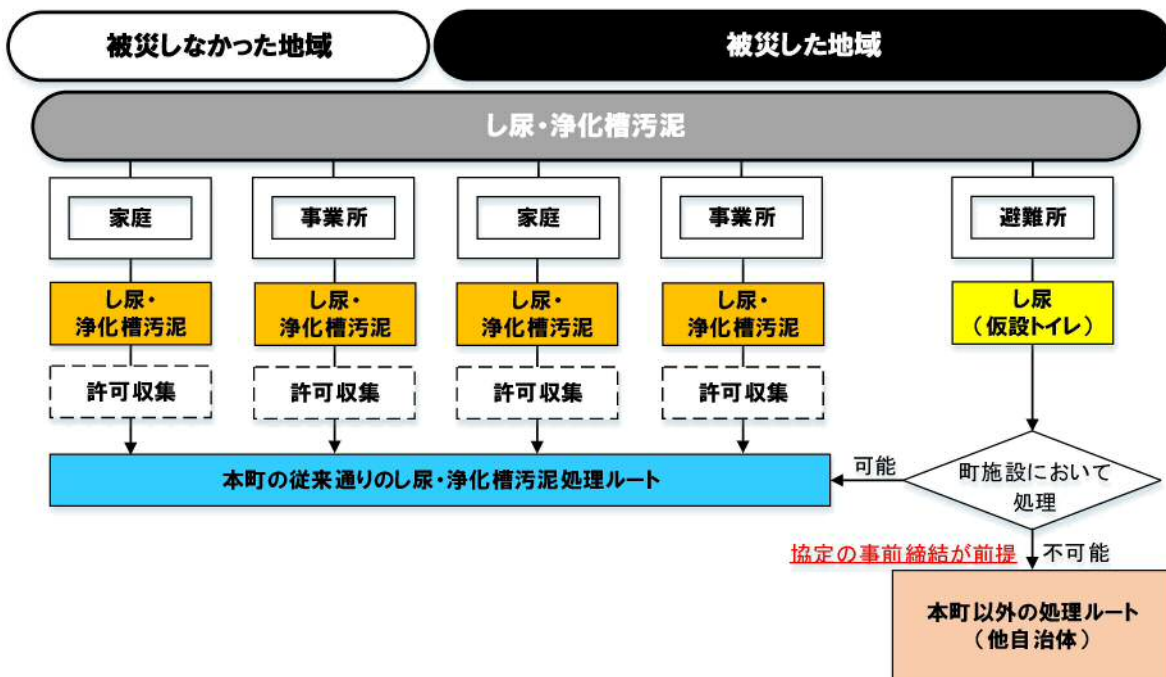 被災しなかった地域
被災した地域
し尿・浄化槽汚泥
家庭
事業所
家庭
事業所
避難所
し尿・
浄化槽汚泥
し尿・
浄化槽汚泥
し尿・
浄化槽汚泥
し尿・
浄化槽汚泥
し尿
（仮設トイレ）
許可収集
許可収集
許可収集
許可収集
本町の従来通りのし尿・浄化槽汚泥処理ルート
可能
町施設において
処理
協定の事前締結が前提
不可能
本町以外の処理ルート
（他自治体）